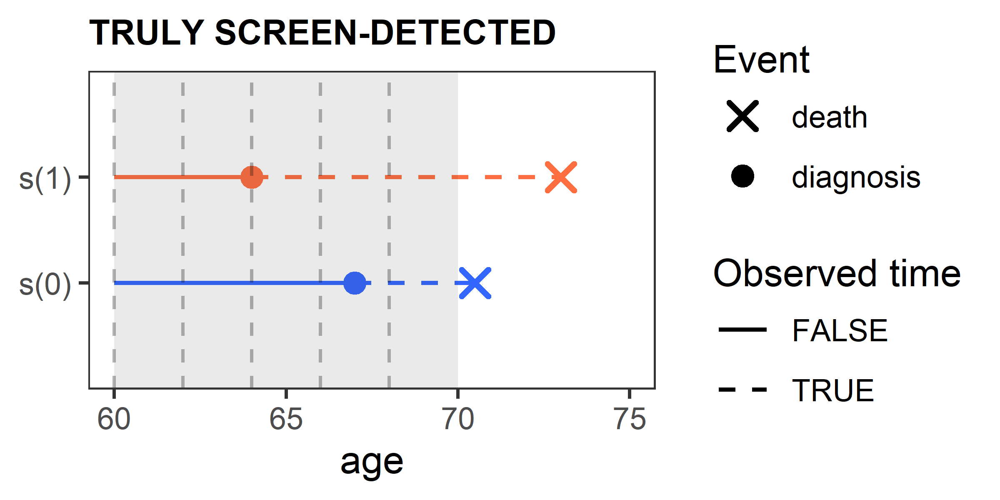 TRULY SCREEN-DETECTED
s(1)
s(0)
60 65 70 75
age
Event
death
diagnosis
Observed time
FALSE
TRUE